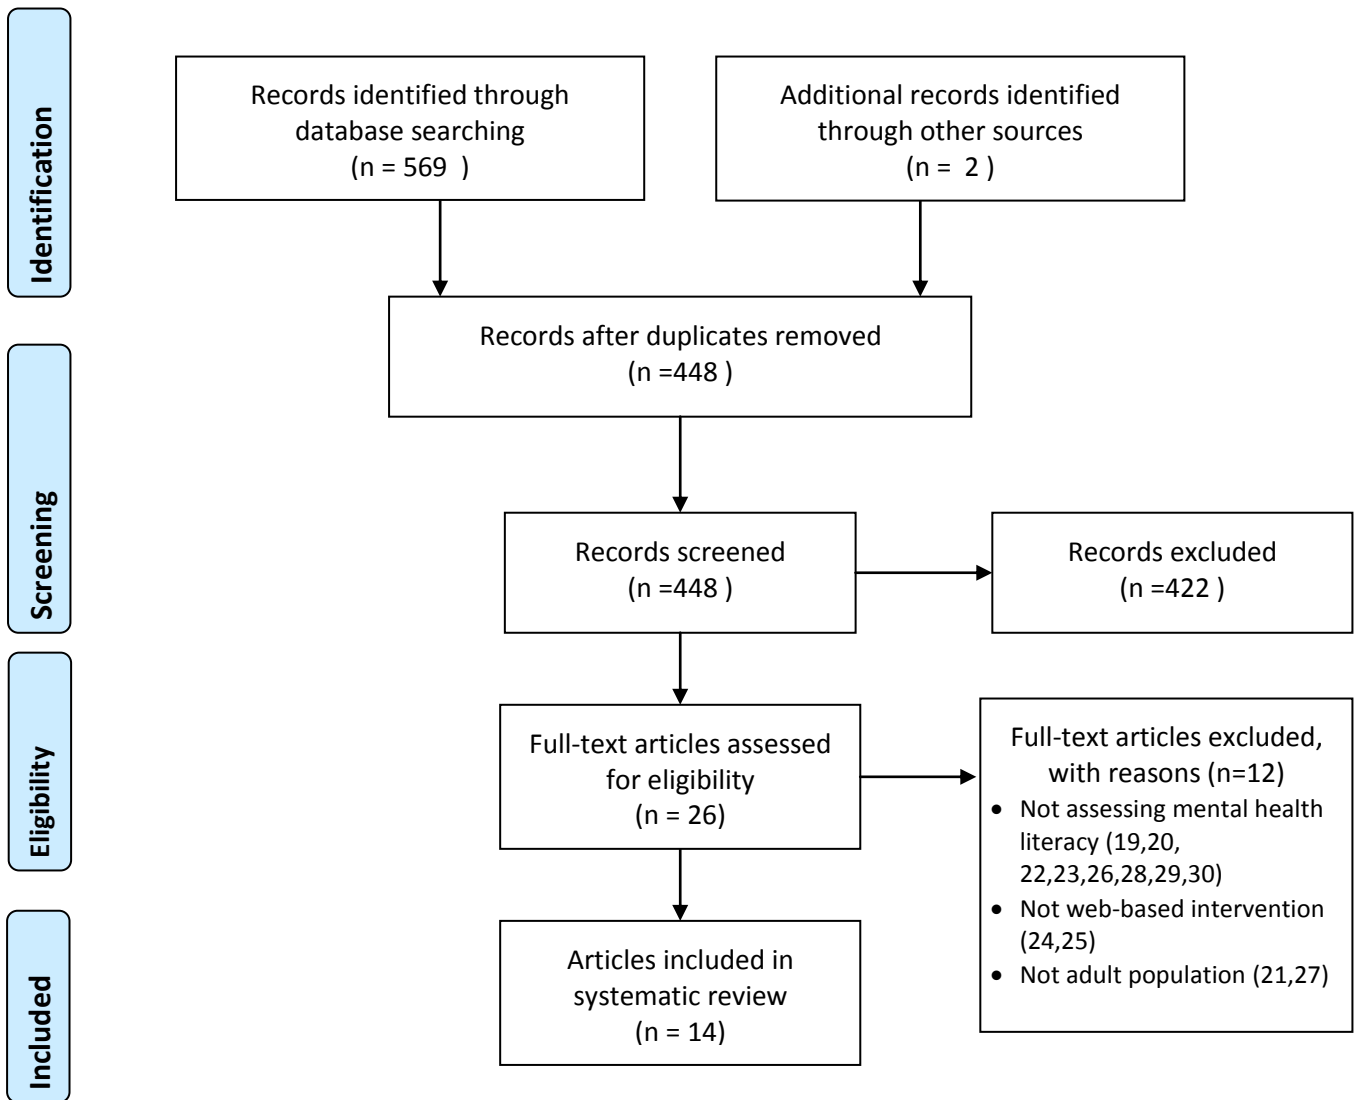 Identification
Records identified through
database searching
(n = 569  )
Additional records identified
through other sources
(n =  2 )
Records after duplicates removed
(n =448 )
Screening
Records screened
(n =448 )
Records excluded
(n =422 )
Eligibility
Full-text articles assessed
for eligibility
(n = 26)
Full-text articles excluded,
with reasons (n=12)
• Not assessing mental health
literacy (19,20,
22,23,26,28,29,30)
• Not web-based intervention
(24,25)
• Not adult population (21,27)
Included
Articles included in
systematic review
(n = 14)